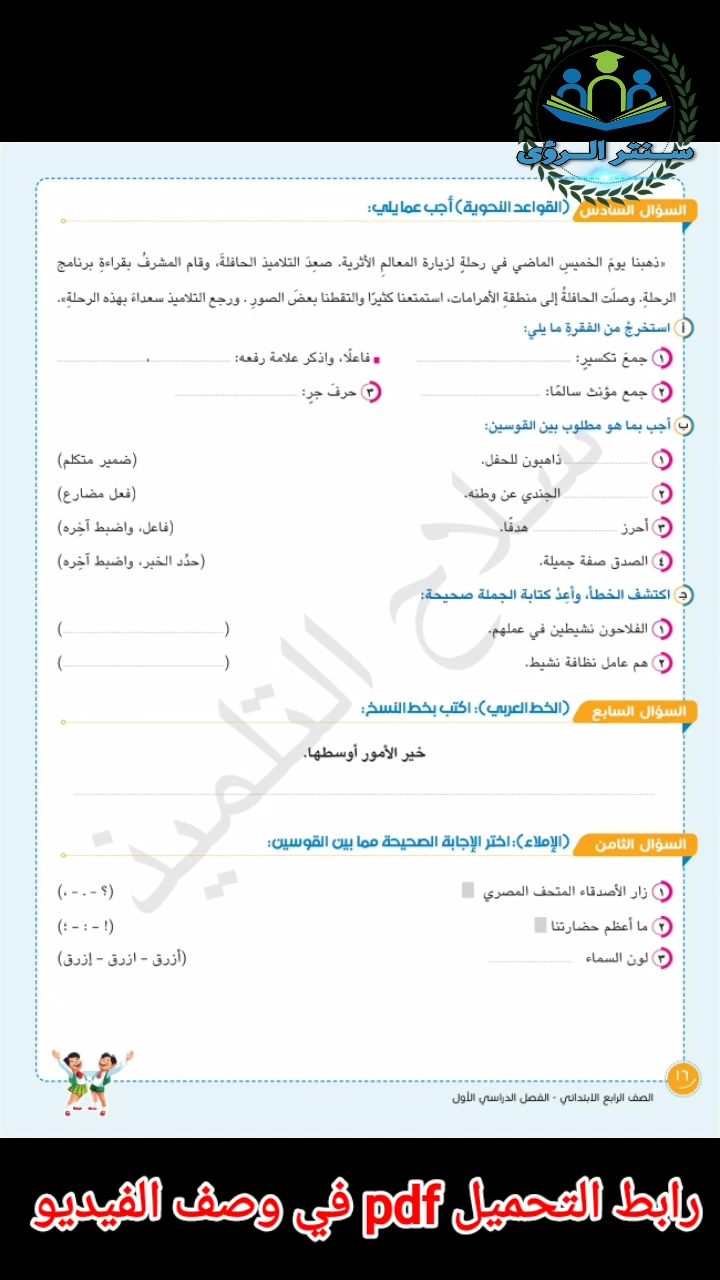 سنتر الرؤى
السؤال السادس (القواعد النحوية) أجب عما يلي:
«ذهبنا يومَ الخميسِ الماضي في رحلةٍ لزيارة المعالمِ الأثرية. صعِدَ التلاميذ الحافلةَ، وقام المشرفُ بقراءةِ برنامج
الرحلةِ. وصلَت الحافلةُ إلى منطقةِ الأهرامات، استمتعنا كثيرًا والتقطنا بعضَ الصورِ . ورجع التلاميذ سعداءَ بهذه الرحلةِ».
أ استخرجْ من الفقرةِ ما يلي:
١ جمعَ تكسيرٍ: ........ ■ فاعلًا، واذكر علامة رفعه: ........ ، ........
٢ جمع مؤنث سالمًا: ........ ٣ حرفَ جرٍ: ........
ب أجب بما هو مطلوب بين القوسين:
١ ........ ذاهبون للحفل. (ضمير متكلم)
٢ ........ الجندي عن وطنه. (فعل مضارع)
٣ أحرز ........ هدفًا. (فاعل، واضبط آخِره)
٤ الصدق صفة جميلة. (حدِّد الخبر، واضبط آخِره)
ج اكتشف الخطأ، وأعِدْ كتابة الجملة صحيحة:
١ الفلاحون نشيطين في عملهم. (........)
٢ هم عامل نظافة نشيط. (........)
السؤال السابع (الخط العربي): اكتب بخط النسخ:
خير الأمور أوسطها.
السؤال الثامن (الإملاء): اختر الإجابة الصحيحة مما بين القوسين:
١ زار الأصدقاء المتحف المصري (؟ - . - ،)
٢ ما أعظم حضارتنا (! - : - ؛)
٣ لون السماء ........ (أزرق - ازرق - إزرق)
سلاح التلميذ
١٦
الصف الرابع الابتدائي - الفصل الدراسي الأول
رابط التحميل pdf في وصف الفيديو